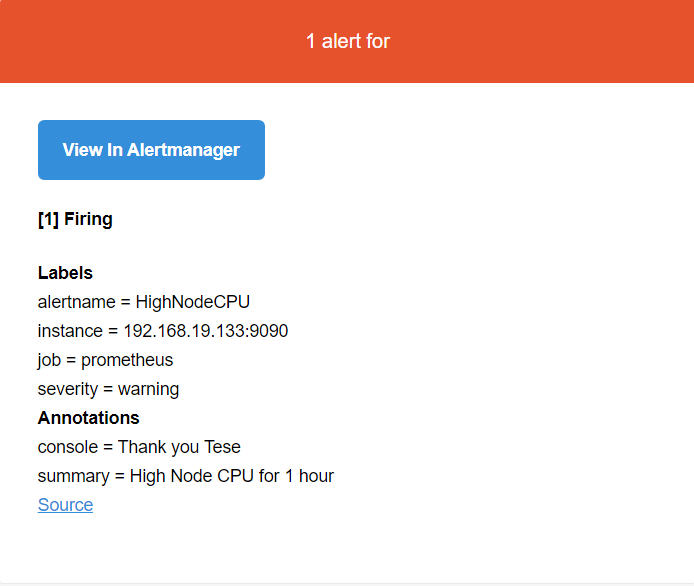 1 alert for
View In Alertmanager
[1] Firing
Labels
alertname = HighNodeCPU
instance = 192.168.19.133:9090
job = prometheus
severity = warning
Annotations
console = Thank you Tese
summary = High Node CPU for 1 hour
Source